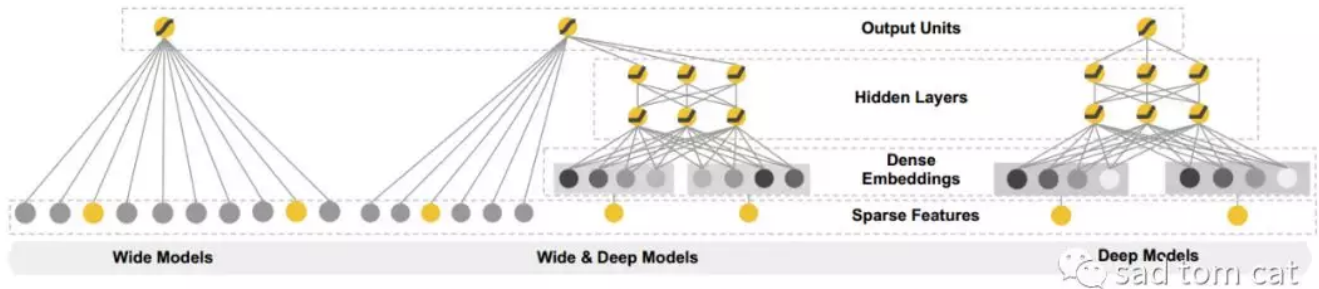 Output Units
Hidden Layers
Dense
Embeddings
Sparse Features
Wide Models
Wide & Deep Models
Deep Models
sad tom cat